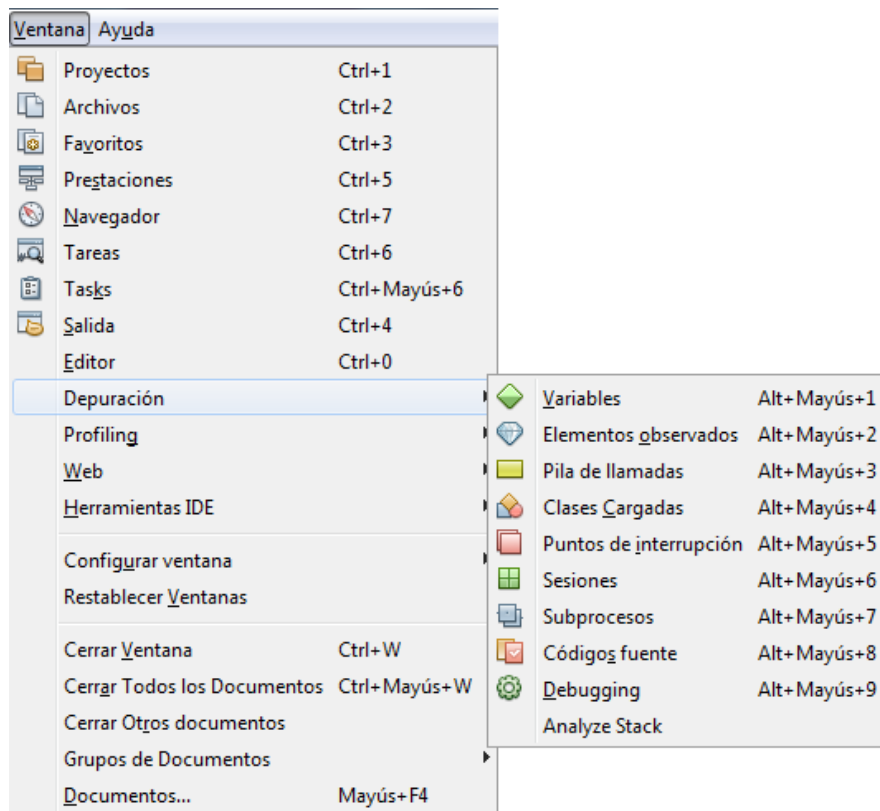 Ventana Ayuda
Proyectos Ctrl+1
Archivos Ctrl+2
Favoritos Ctrl+3
Prestaciones Ctrl+5
Navegador Ctrl+7
Tareas Ctrl+6
Tasks Ctrl+Mayús+6
Salida Ctrl+4
Editor Ctrl+0
Depuración
Profiling
Web
Herramientas IDE
Configurar ventana
Restablecer Ventanas
Cerrar Ventana Ctrl+W
Cerrar Todos los Documentos Ctrl+Mayús+W
Cerrar Otros documentos
Grupos de Documentos
Documentos... Mayús+F4
Variables Alt+Mayús+1
Elementos observados Alt+Mayús+2
Pila de llamadas Alt+Mayús+3
Clases Cargadas Alt+Mayús+4
Puntos de interrupción Alt+Mayús+5
Sesiones Alt+Mayús+6
Subprocesos Alt+Mayús+7
Códigos fuente Alt+Mayús+8
Debugging Alt+Mayús+9
Analyze Stack